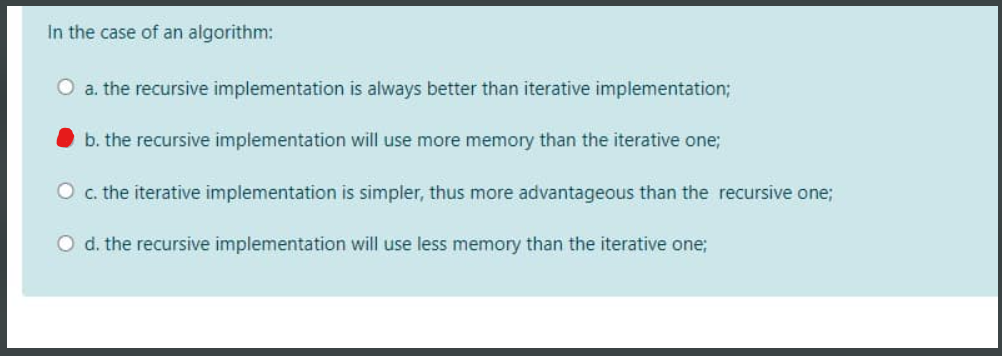 In the case of an algorithm:
a. the recursive implementation is always better than iterative implementation;
b. the recursive implementation will use more memory than the iterative one;
c. the iterative implementation is simpler, thus more advantageous than the recursive one;
d. the recursive implementation will use less memory than the iterative one;